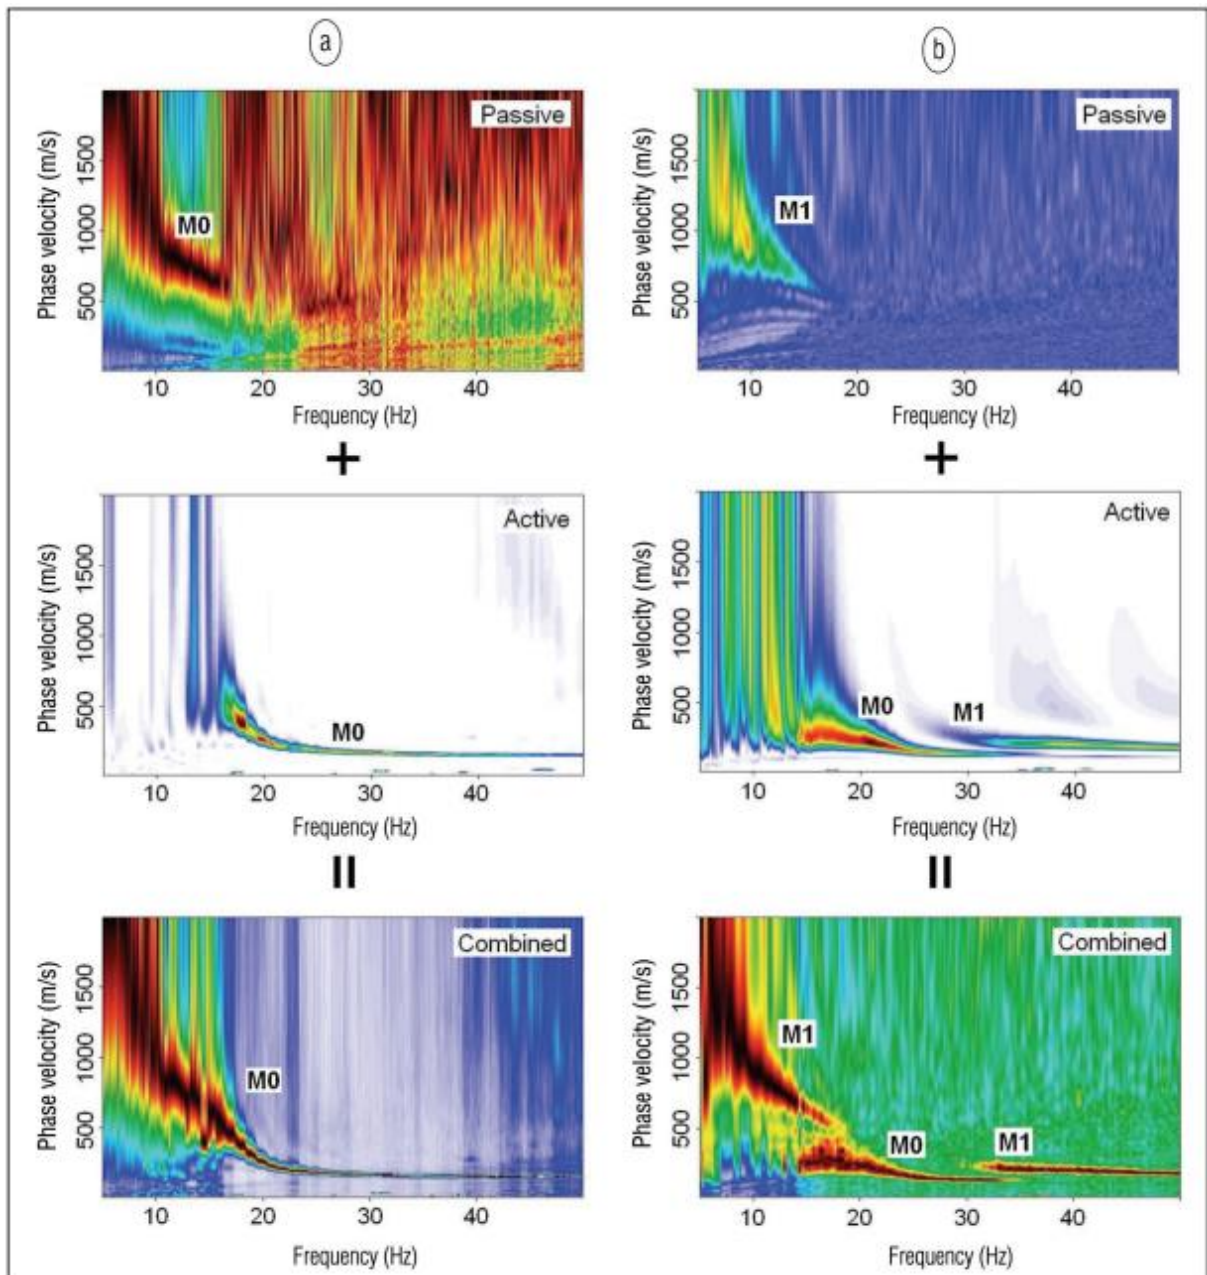 a
Passive
Phase velocity (m/s)
500 1000 1500
M0
10 20 30 40
Frequency (Hz)
+
Active
Phase velocity (m/s)
500 1000 1500
M0
10 20 30 40
Frequency (Hz)
=
Combined
Phase velocity (m/s)
500 1000 1500
M0
10 20 30 40
Frequency (Hz)
b
Passive
Phase velocity (m/s)
500 1000 1500
M1
10 20 30 40
Frequency (Hz)
+
Active
Phase velocity (m/s)
500 1000 1500
M0
M1
10 20 30 40
Frequency (Hz)
=
Combined
Phase velocity (m/s)
500 1000 1500
M1
M0
M1
10 20 30 40
Frequency (Hz)